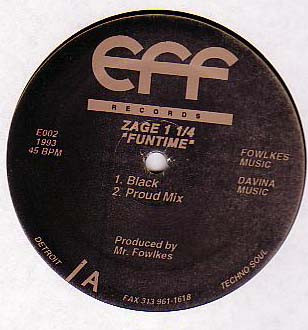 eff
RECORDS
ZAGE 1 1/4
"FUNTIME"
E002
1993
45 BPM
FOWLKES
MUSIC
DAVINA
MUSIC
1. Black
2. Proud Mix
Produced by
Mr. Fowlkes
DETROIT
A
TECHNO SOUL
FAX 313 961-1618